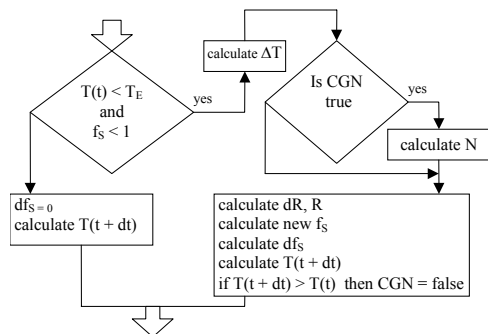 T(t) < T_E
and
f_S < 1
yes
calculate ΔT
Is CGN
true
yes
calculate N
df_S = 0
calculate T(t + dt)
calculate dR, R
calculate new f_S
calculate df_S
calculate T(t + dt)
if T(t + dt) > T(t) then CGN = false